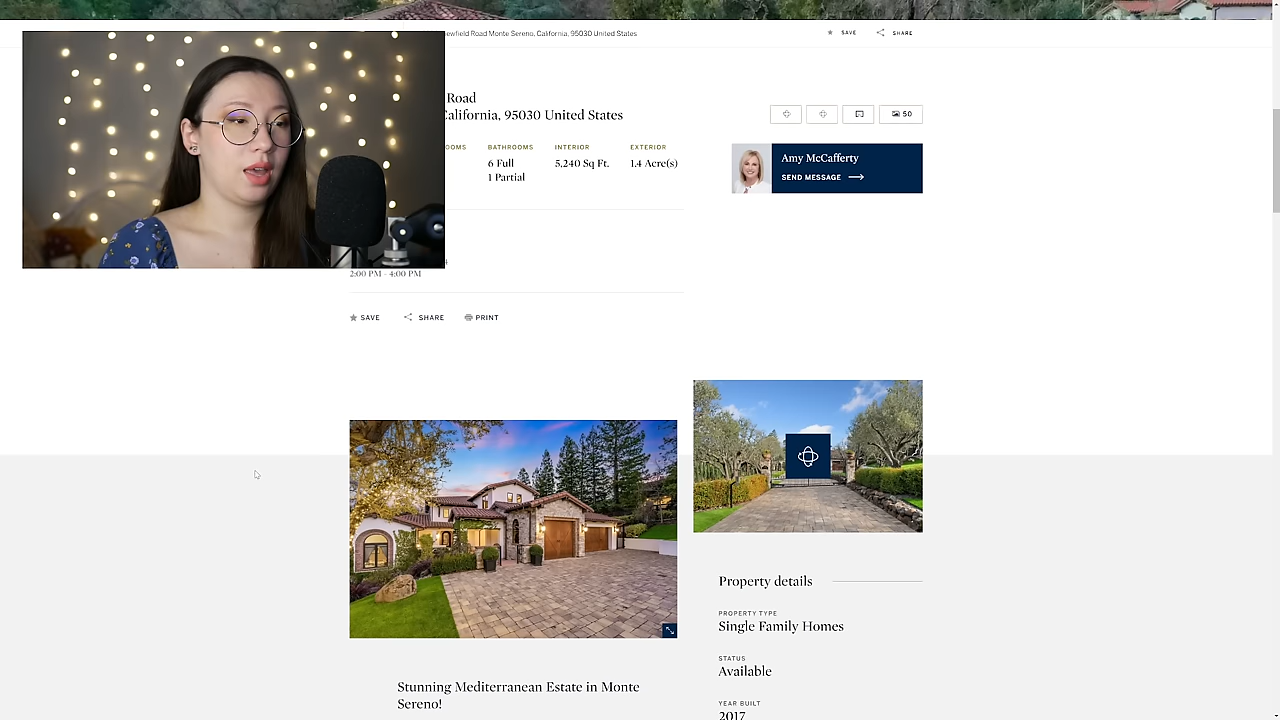 ewfield Road Monte Sereno, California, 95030 United States
SAVE
SHARE
Road
California, 95030 United States
50
OOMS
BATHROOMS
INTERIOR
EXTERIOR
6 Full
5,240 Sq Ft.
1.4 Acre(s)
1 Partial
Amy McCafferty
SEND MESSAGE
2:00 PM - 4:00 PM
SAVE
SHARE
PRINT
Property details
PROPERTY TYPE
Single Family Homes
STATUS
Available
YEAR BUILT
2017
Stunning Mediterranean Estate in Monte
Sereno!